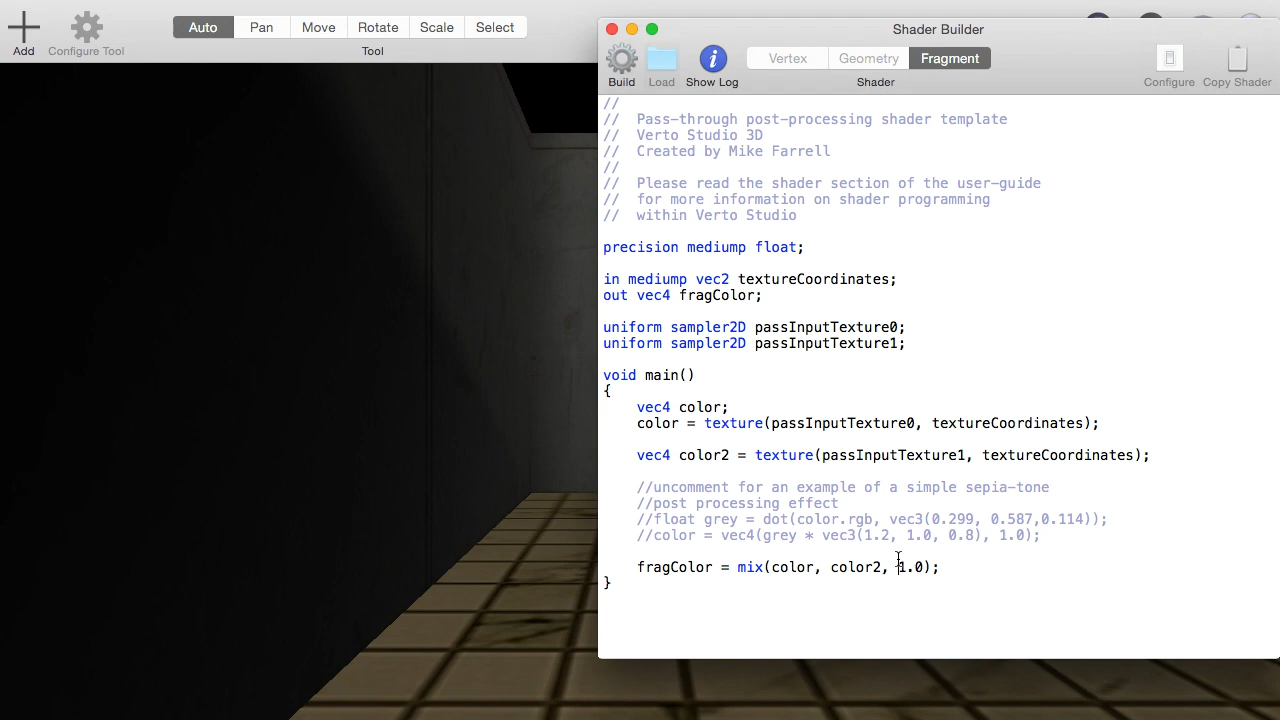 Auto Pan Move Rotate Scale Select
Add Configure Tool Tool
Shader Builder
Vertex Geometry Fragment
Build Load Show Log Shader Configure Copy Shader
//
// Pass-through post-processing shader template
// Verto Studio 3D
// Created by Mike Farrell
//
// Please read the shader section of the user-guide
// for more information on shader programming
// within Verto Studio
precision mediump float;
in mediump vec2 textureCoordinates;
out vec4 fragColor;
uniform sampler2D passInputTexture0;
uniform sampler2D passInputTexture1;
void main()
{
vec4 color;
color = texture(passInputTexture0, textureCoordinates);
vec4 color2 = texture(passInputTexture1, textureCoordinates);
//uncomment for an example of a simple sepia-tone
//post processing effect
//float grey = dot(color.rgb, vec3(0.299, 0.587,0.114));
//color = vec4(grey * vec3(1.2, 1.0, 0.8), 1.0);
fragColor = mix(color, color2, 1.0);
}